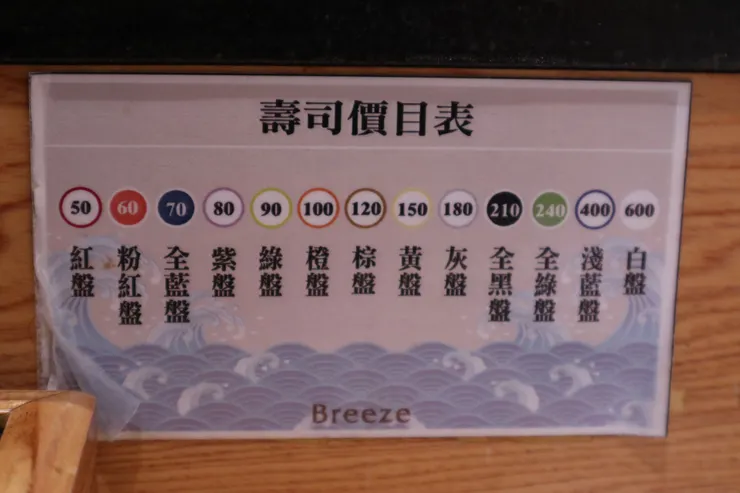 壽司價目表
50 60 70 80 90 100 120 150 180 210 240 400 600
紅盤
粉紅盤
全藍盤
紫盤
綠盤
橙盤
棕盤
黃盤
灰盤
全黑盤
全綠盤
淺藍盤
白盤
Breeze